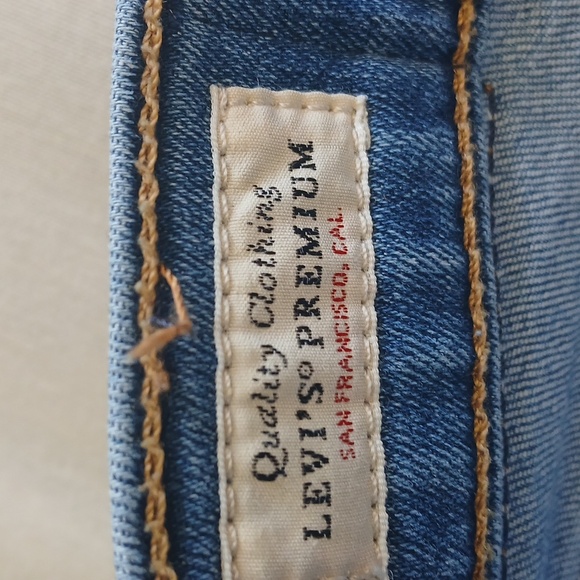 Quality Clothing
LEVI'S® PREMIUM
SAN FRANCISCO, CAL.